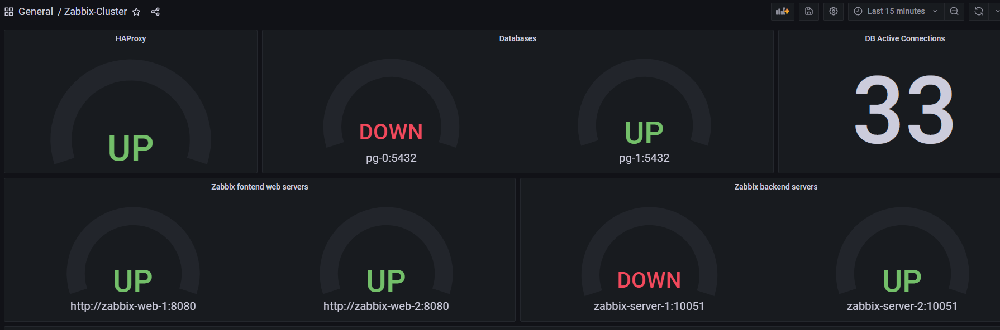 General / Zabbix-Cluster
Last 15 minutes
HAProxy
UP
Databases
DOWN
pg-0:5432
UP
pg-1:5432
DB Active Connections
33
Zabbix fontend web servers
UP
http://zabbix-web-1:8080
UP
http://zabbix-web-2:8080
Zabbix backend servers
DOWN
zabbix-server-1:10051
UP
zabbix-server-2:10051